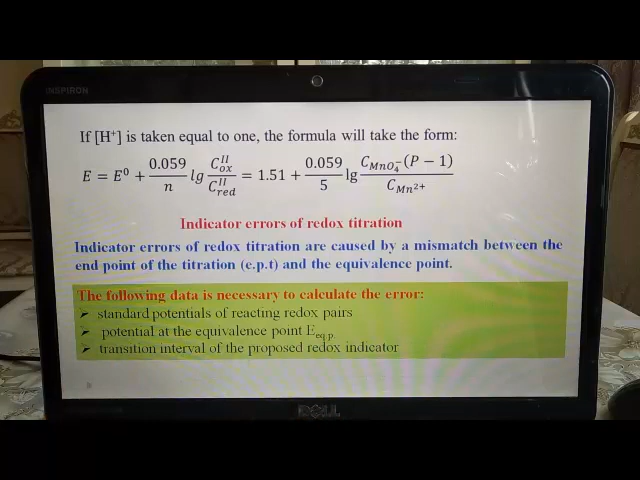 INSPIRON
If [H⁺] is taken equal to one, the formula will take the form:
E = E⁰ + 0.059/n lg C_ox^II / C_red^II = 1.51 + 0.059/5 lg C_MnO₄⁻ (P − 1) / C_Mn²⁺
Indicator errors of redox titration
Indicator errors of redox titration are caused by a mismatch between the
end point of the titration (e.p.t) and the equivalence point.
The following data is necessary to calculate the error:
➢ standard potentials of reacting redox pairs
➢ potential at the equivalence point E_eq p.
➢ transition interval of the proposed redox indicator
DELL